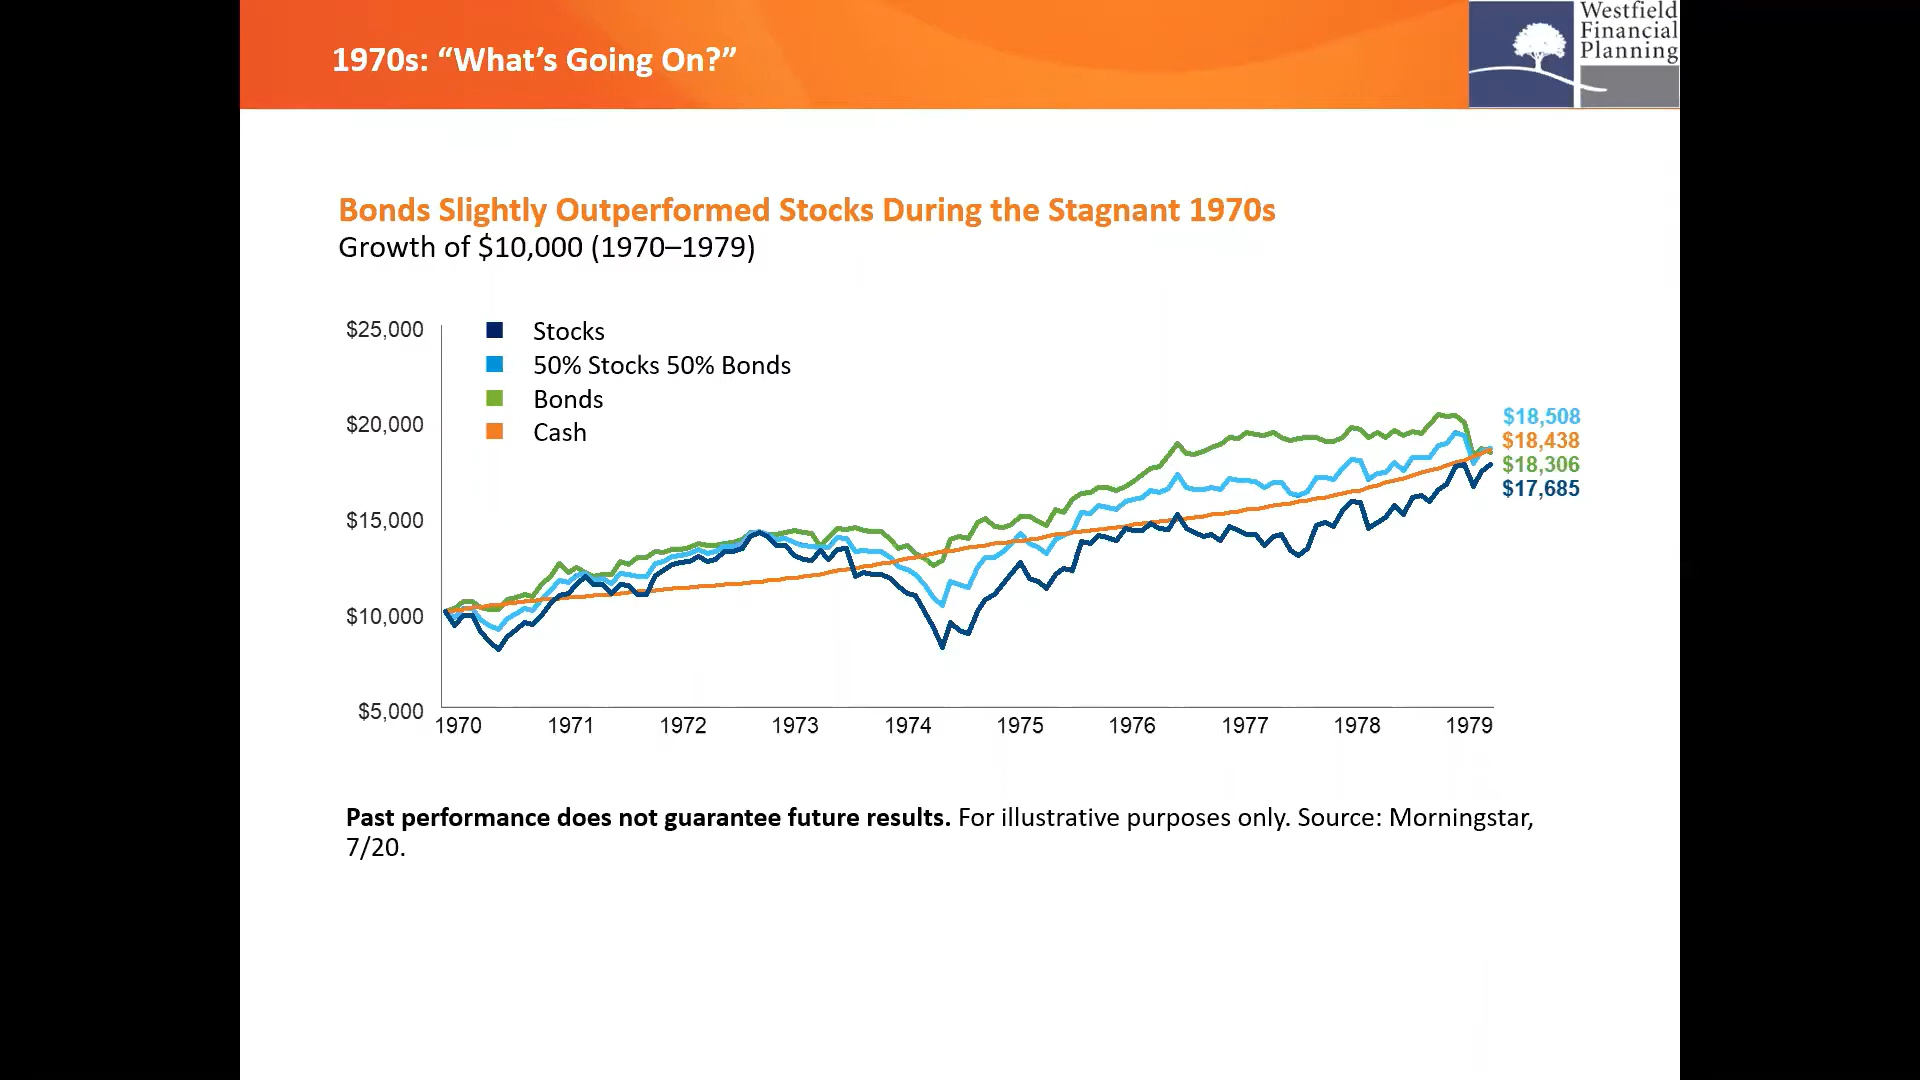 1970s: “What’s Going On?”
Westfield
Financial
Planning
Bonds Slightly Outperformed Stocks During the Stagnant 1970s
Growth of $10,000 (1970–1979)
$25,000
$20,000
$15,000
$10,000
$5,000
Stocks
50% Stocks 50% Bonds
Bonds
Cash
$18,508
$18,438
$18,306
$17,685
1970 1971 1972 1973 1974 1975 1976 1977 1978 1979
Past performance does not guarantee future results. For illustrative purposes only. Source: Morningstar,
7/20.